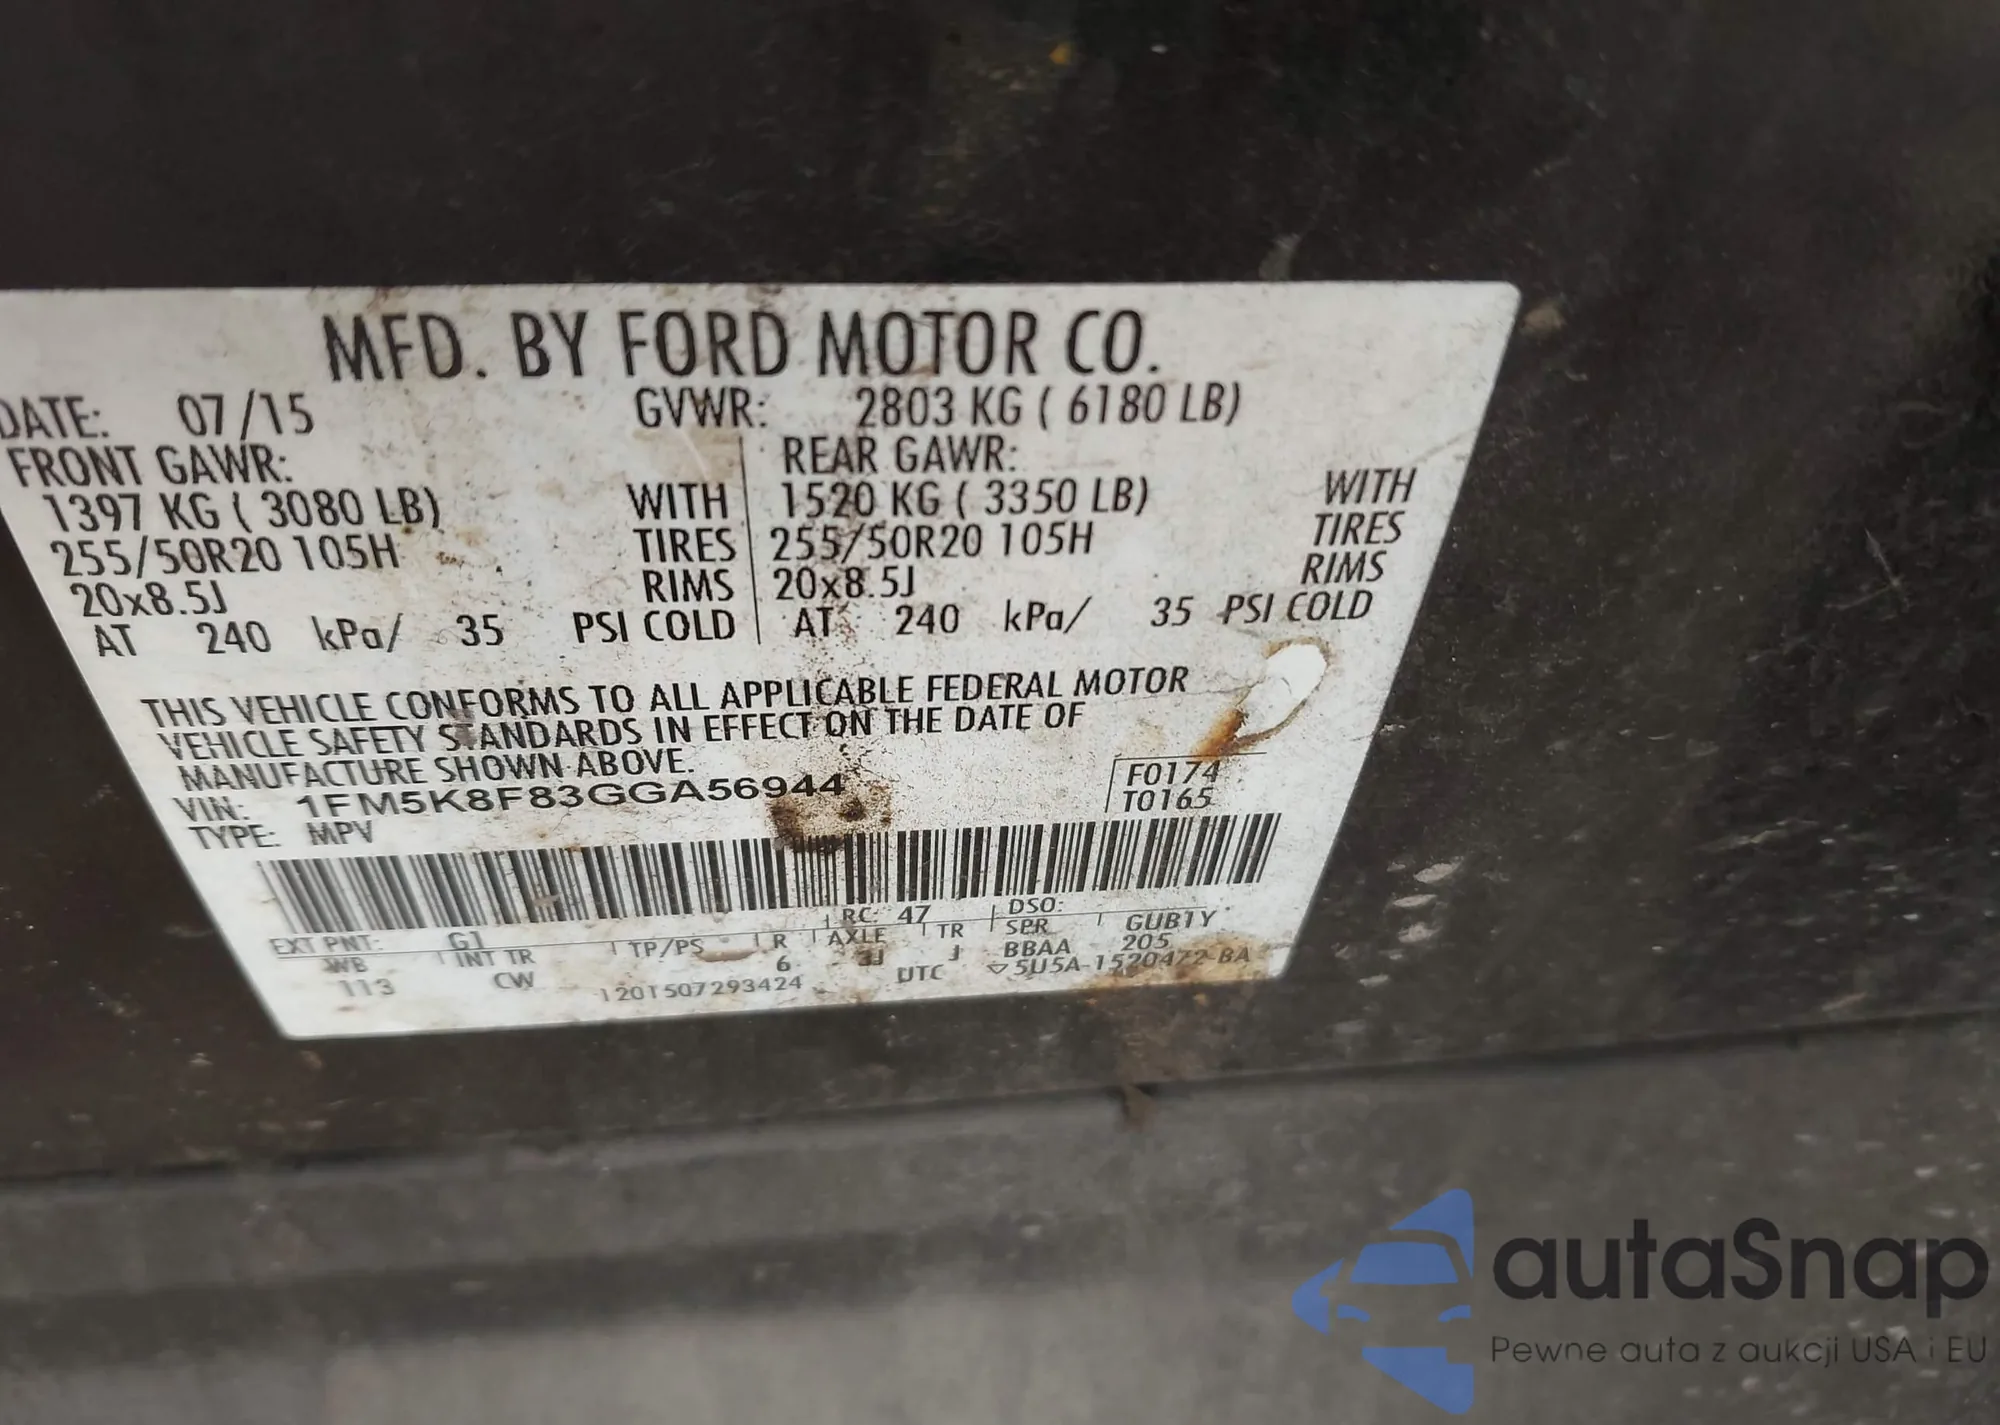 MFD. BY FORD MOTOR CO.
DATE: 07/15 GVWR: 2803 KG ( 6180 LB)
FRONT GAWR: REAR GAWR:
1397 KG ( 3080 LB) WITH 1520 KG ( 3350 LB) WITH
255/50R20 105H TIRES 255/50R20 105H TIRES
20x8.5J RIMS 20x8.5J RIMS
AT 240 kPa/ 35 PSI COLD AT 240 kPa/ 35 PSI COLD
THIS VEHICLE CONFORMS TO ALL APPLICABLE FEDERAL MOTOR
VEHICLE SAFETY STANDARDS IN EFFECT ON THE DATE OF
MANUFACTURE SHOWN ABOVE.
VIN: 1FM5K8F83GGA56944 F0174
TYPE: MPV T0165
EXT PNT: G1 RC: 47 DSO:
WB INT TR TP/PS R AXLE TR SPR GUB1Y
113 CW 6 3J J BBAA 205
1201507293424 UTC ▽5U5A-1520472-BA
autaSnap
Pewne auta z aukcji USA i EU